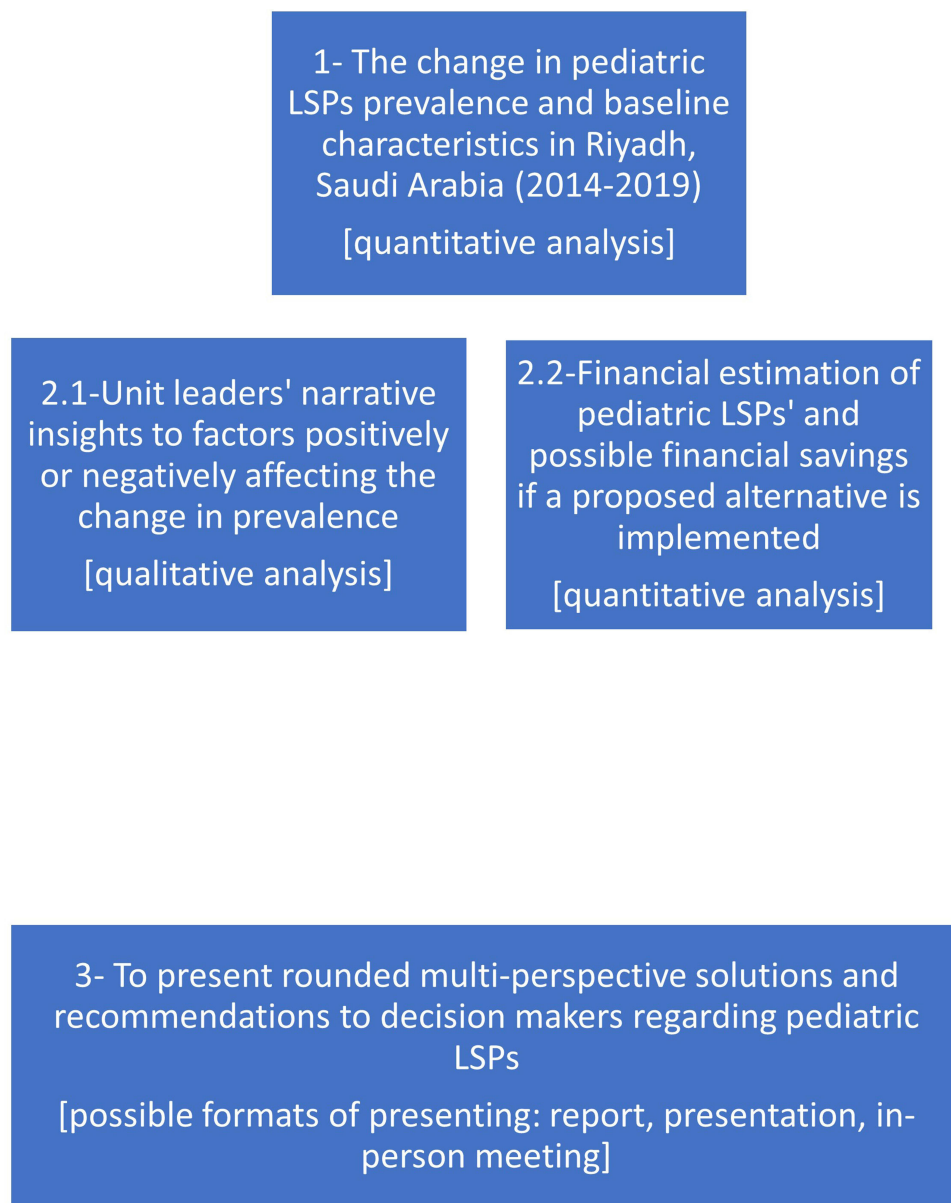 1- The change in pediatric
LSPs prevalence and baseline
characteristics in Riyadh,
Saudi Arabia (2014-2019)
[quantitative analysis]
2.1-Unit leaders' narrative
insights to factors positively
or negatively affecting the
change in prevalence
[qualitative analysis]
2.2-Financial estimation of
pediatric LSPs' and
possible financial savings
if a proposed alternative is
implemented
[quantitative analysis]
3- To present rounded multi-perspective solutions and
recommendations to decision makers regarding pediatric
LSPs
[possible formats of presenting: report, presentation, in-
person meeting]